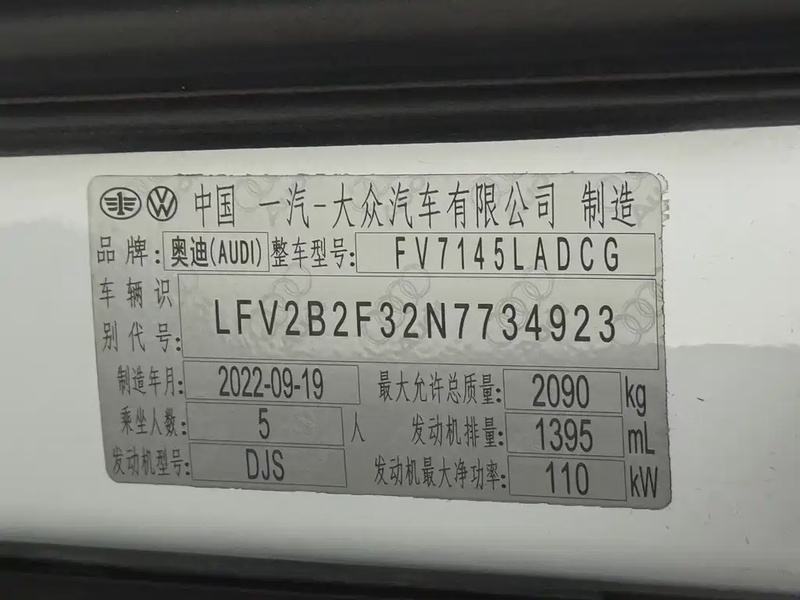 中国 一汽-大众汽车有限公司 制造
品牌: 奥迪(AUDI) 整车型号: FV7145LADCG
车辆识别代号: LFV2B2F32N7734923
制造年月: 2022-09-19 最大允许总质量: 2090 kg
乘坐人数: 5 人 发动机排量: 1395 mL
发动机型号: DJS 发动机最大净功率: 110 kW